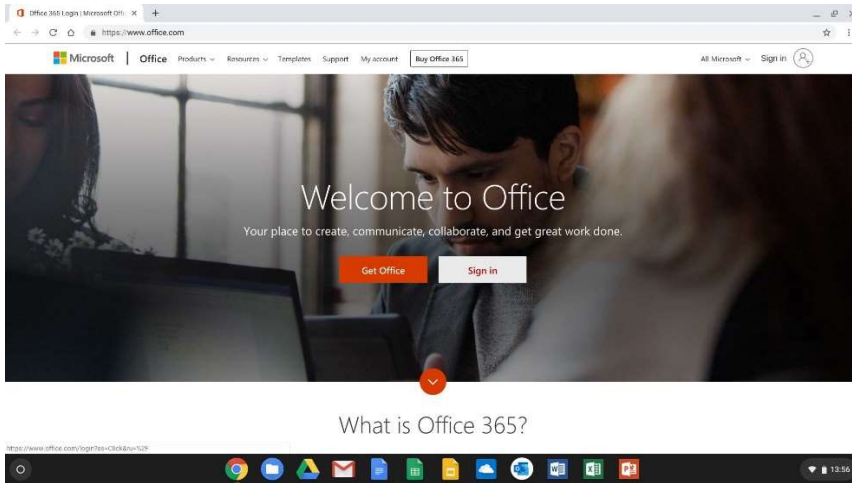 Office 365 Login | Microsoft Offi
https://www.office.com
Microsoft | Office Products Resources Templates Support My account Buy Office 365 All Microsoft Sign in
Welcome to Office
Your place to create, communicate, collaborate, and get great work done.
Get Office Sign in
What is Office 365?
13:56